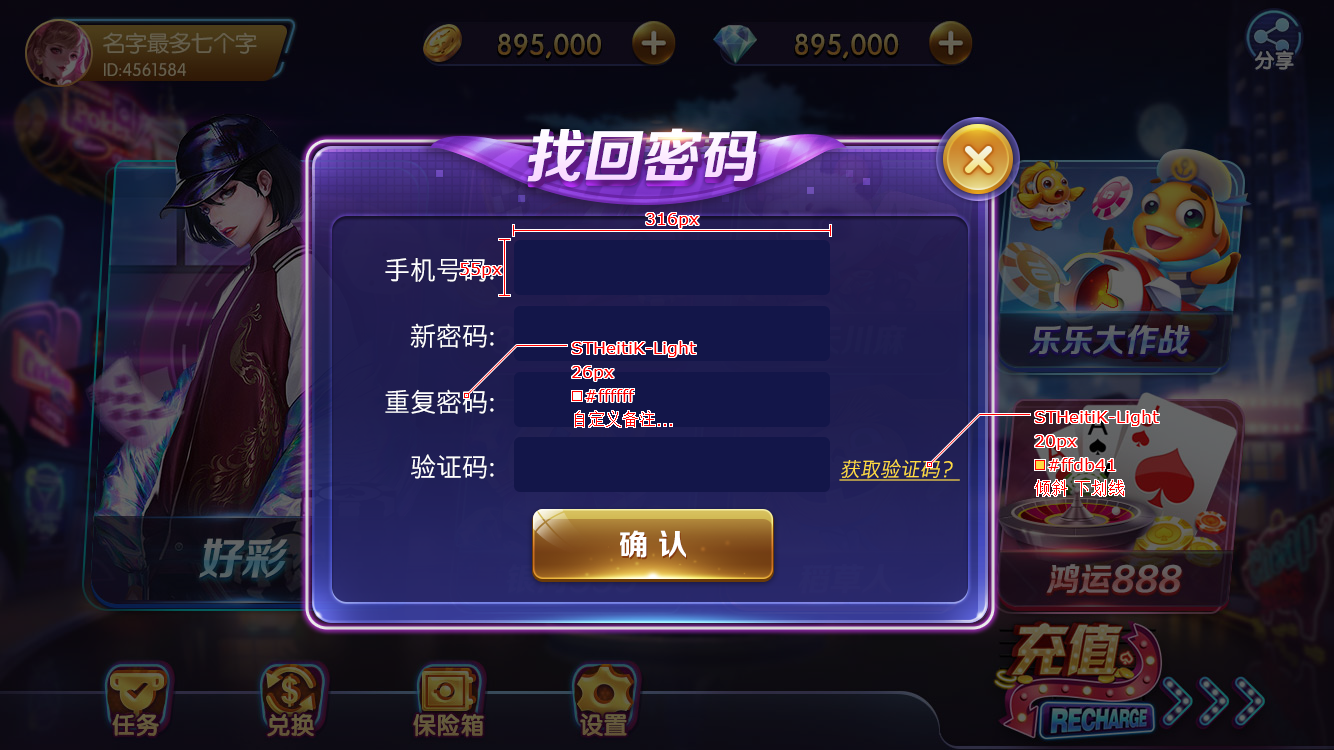 名字最多七个字
ID:4561584
895,000
895,000
分享
找回密码
316px
手机号码:
55px
新密码:
STHeitiK-Light
26px
#ffffff
自定义备注...
重复密码:
验证码:
获取验证码?
STHeitiK-Light
20px
#ffdb41
倾斜 下划线
确认
好彩
乐乐大作战
A
鸿运888
任务
兑换
保险箱
设置
充值
RECHARGE